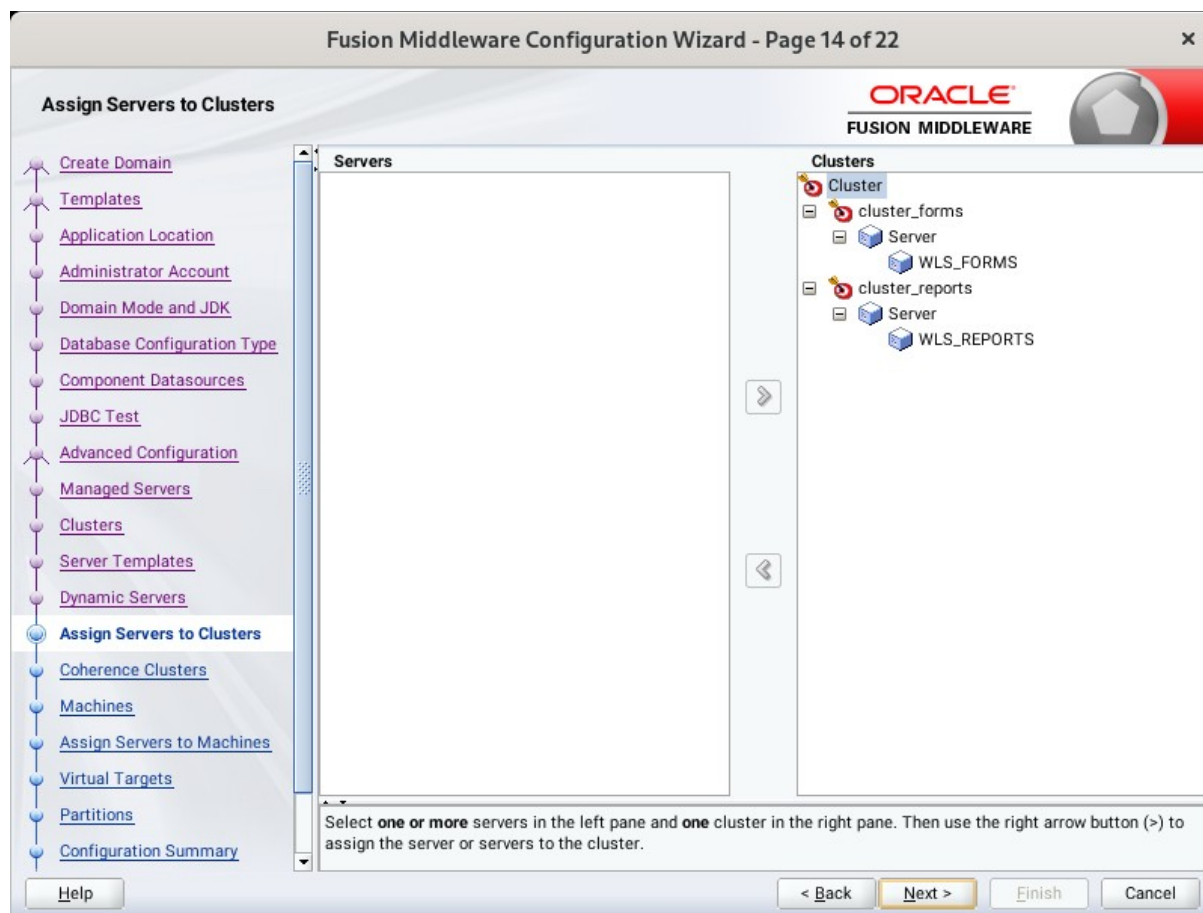 Fusion Middleware Configuration Wizard - Page 14 of 22
×
Assign Servers to Clusters
ORACLE
FUSION MIDDLEWARE
Create Domain
Templates
Application Location
Administrator Account
Domain Mode and JDK
Database Configuration Type
Component Datasources
JDBC Test
Advanced Configuration
Managed Servers
Clusters
Server Templates
Dynamic Servers
Assign Servers to Clusters
Coherence Clusters
Machines
Assign Servers to Machines
Virtual Targets
Partitions
Configuration Summary
Servers
Clusters
Cluster
cluster_forms
Server
WLS_FORMS
cluster_reports
Server
WLS_REPORTS
Select one or more servers in the left pane and one cluster in the right pane. Then use the right arrow button (>) to
assign the server or servers to the cluster.
Help
< Back
Next >
Finish
Cancel